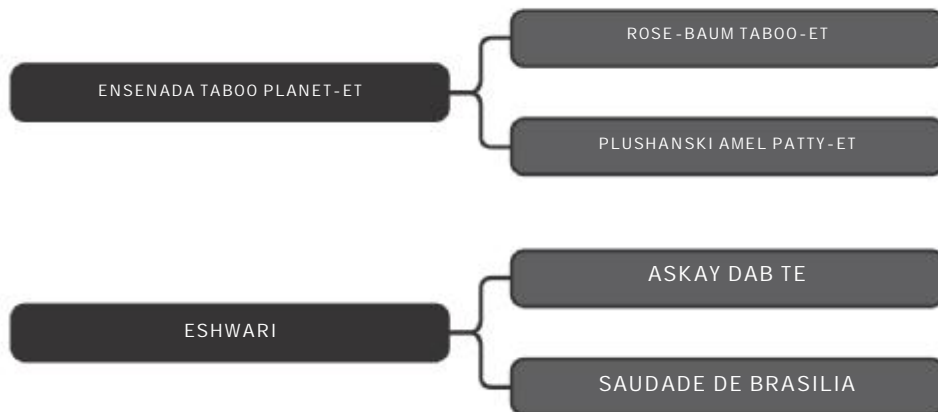 ROSE-BAUM TABOO-ET
ENSENADA TABOO PLANET-ET
PLUSHANSKI AMEL PATTY-ET
ASKAY DAB TE
ESHWARI
SAUDADE DE BRASILIA